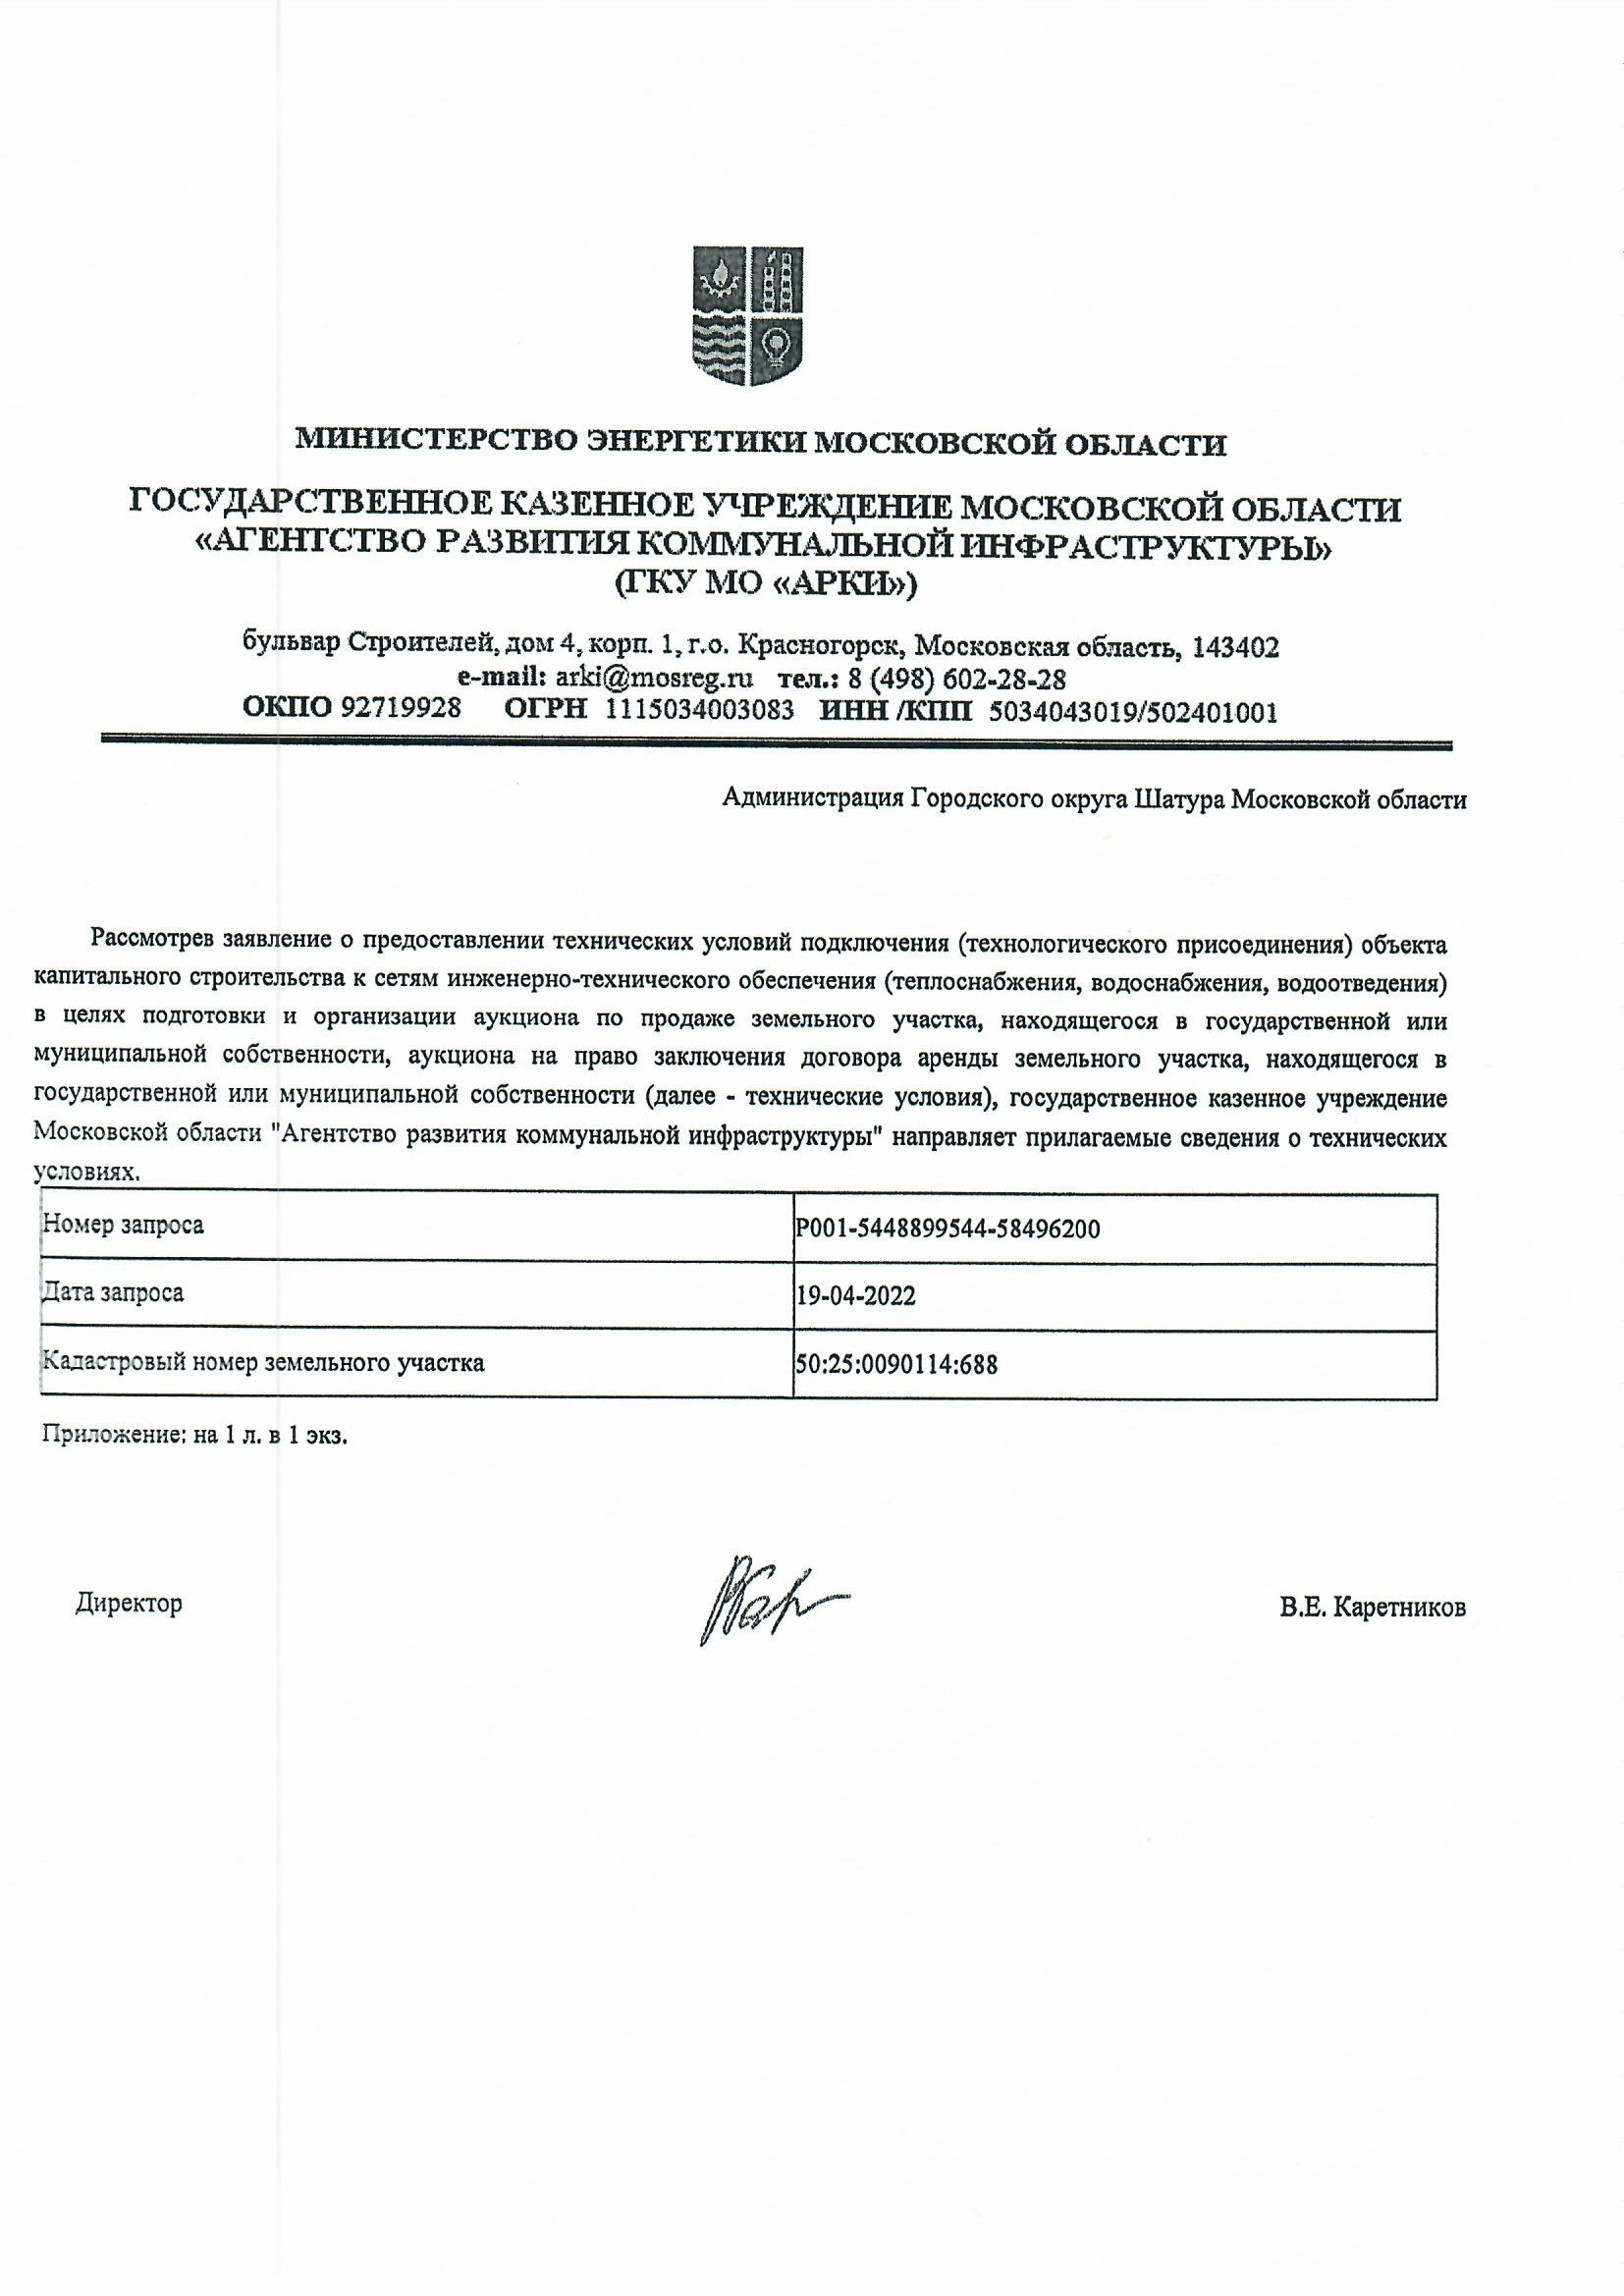 МИНИСТЕРСТВО ЭНЕРГЕТИКИ МОСКОВСКОЙ ОБЛАСТИ
ГОСУДАРСТВЕННОЕ КАЗЕННОЕ УЧРЕЖДЕНИЕ МОСКОВСКОЙ ОБЛАСТИ
«АГЕНТСТВО РАЗВИТИЯ КОММУНАЛЬНОЙ ИНФРАСТРУКТУРЫ»
(ГКУ МО «АРКИ»)
бульвар Строителей, дом 4, корп. 1, г.о. Красногорск, Московская область, 143402
e-mail: arki@mosreg.ru тел.: 8 (498) 602-28-28
ОКПО 92719928 ОГРН 1115034003083 ИНН /КПП 5034043019/502401001
Администрация Городского округа Шатура Московской области
Рассмотрев заявление о предоставлении технических условий подключения (технологического присоединения) объекта
капитального строительства к сетям инженерно-технического обеспечения (теплоснабжения, водоснабжения, водоотведения)
в целях подготовки и организации аукциона по продаже земельного участка, находящегося в государственной или
муниципальной собственности, аукциона на право заключения договора аренды земельного участка, находящегося в
государственной или муниципальной собственности (далее - технические условия), государственное казенное учреждение
Московской области "Агентство развития коммунальной инфраструктуры" направляет прилагаемые сведения о технических
условиях.
Номер запроса P001-5448899544-58496200
Дата запроса 19-04-2022
Кадастровый номер земельного участка 50:25:0090114:688
Приложение: на 1 л. в 1 экз.
Директор В.Е. Каретников